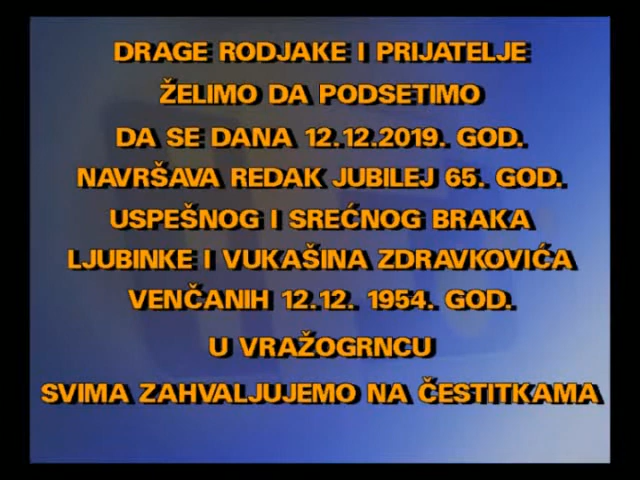 DRAGE RODJAKE I PRIJATELJE
ŽELIMO DA PODSETIMO
DA SE DANA 12.12.2019. GOD.
NAVRŠAVA REDAK JUBILEJ 65. GOD.
USPEŠNOG I SREĆNOG BRAKA
LJUBINKE I VUKAŠINA ZDRAVKOVIĆA
VENČANIH 12.12. 1954. GOD.
U VRAŽOGRNCU
SVIMA ZAHVALJUJEMO NA ČESTITKAMA